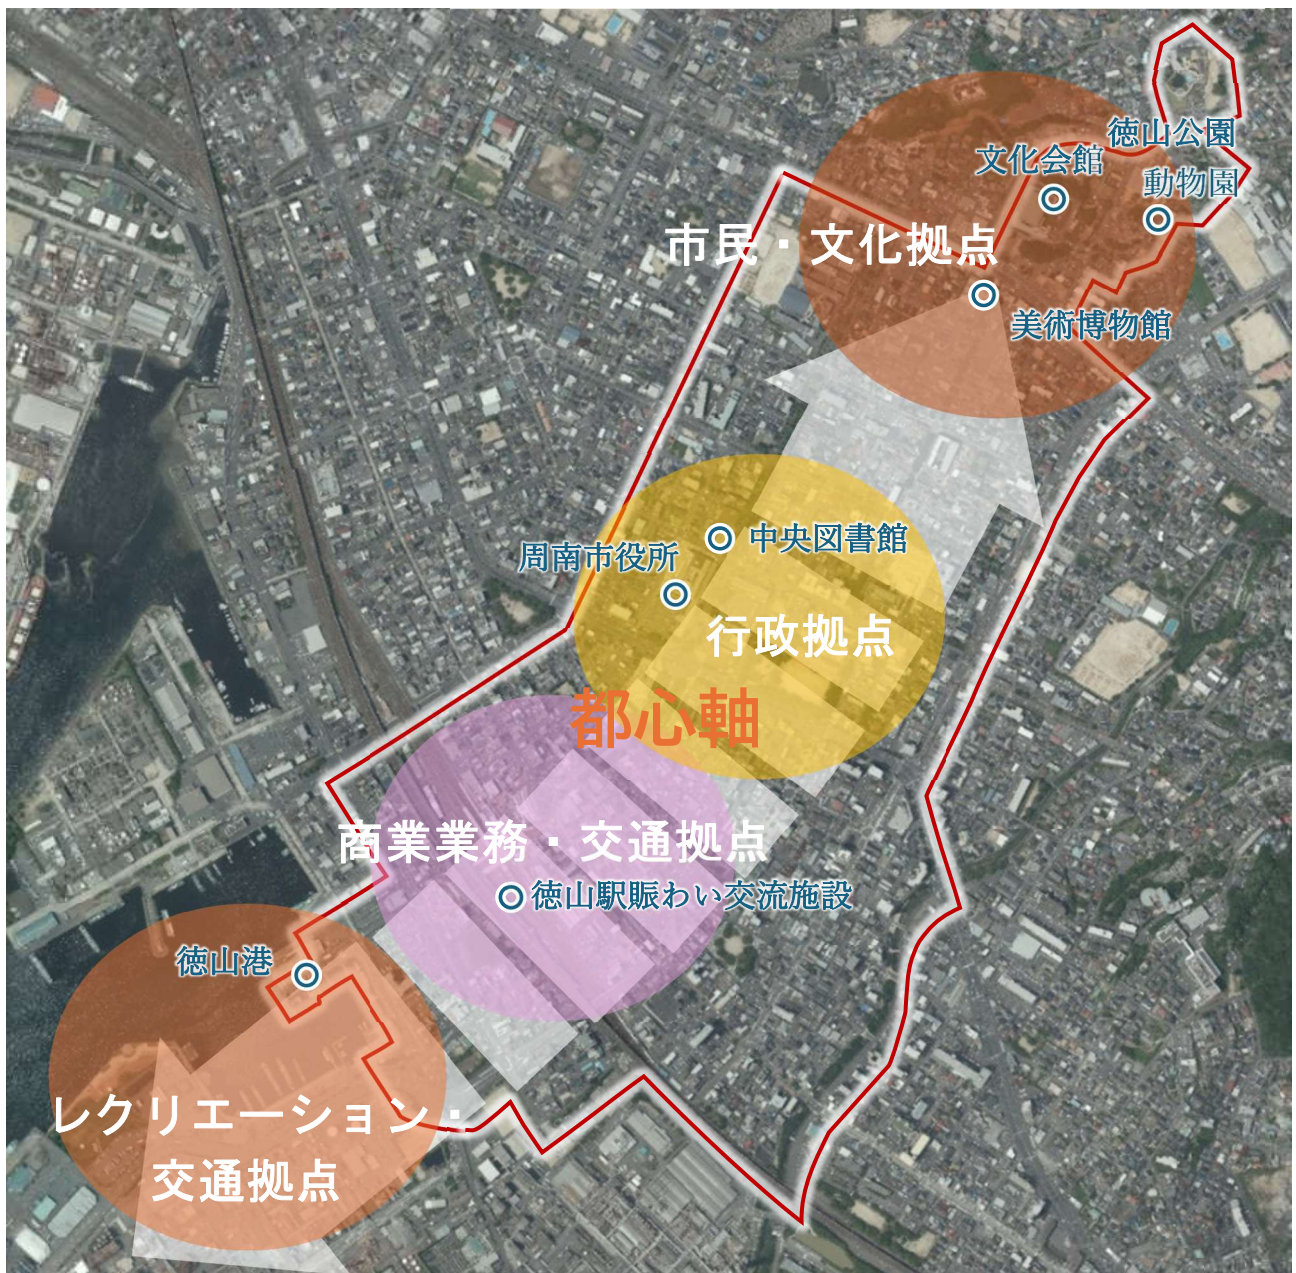 徳山公園
文化会館
動物園
市民・文化拠点
美術博物館
中央図書館
周南市役所
行政拠点
都心軸
商業業務・交通拠点
徳山駅賑わい交流施設
徳山港
レクリエーション・
交通拠点